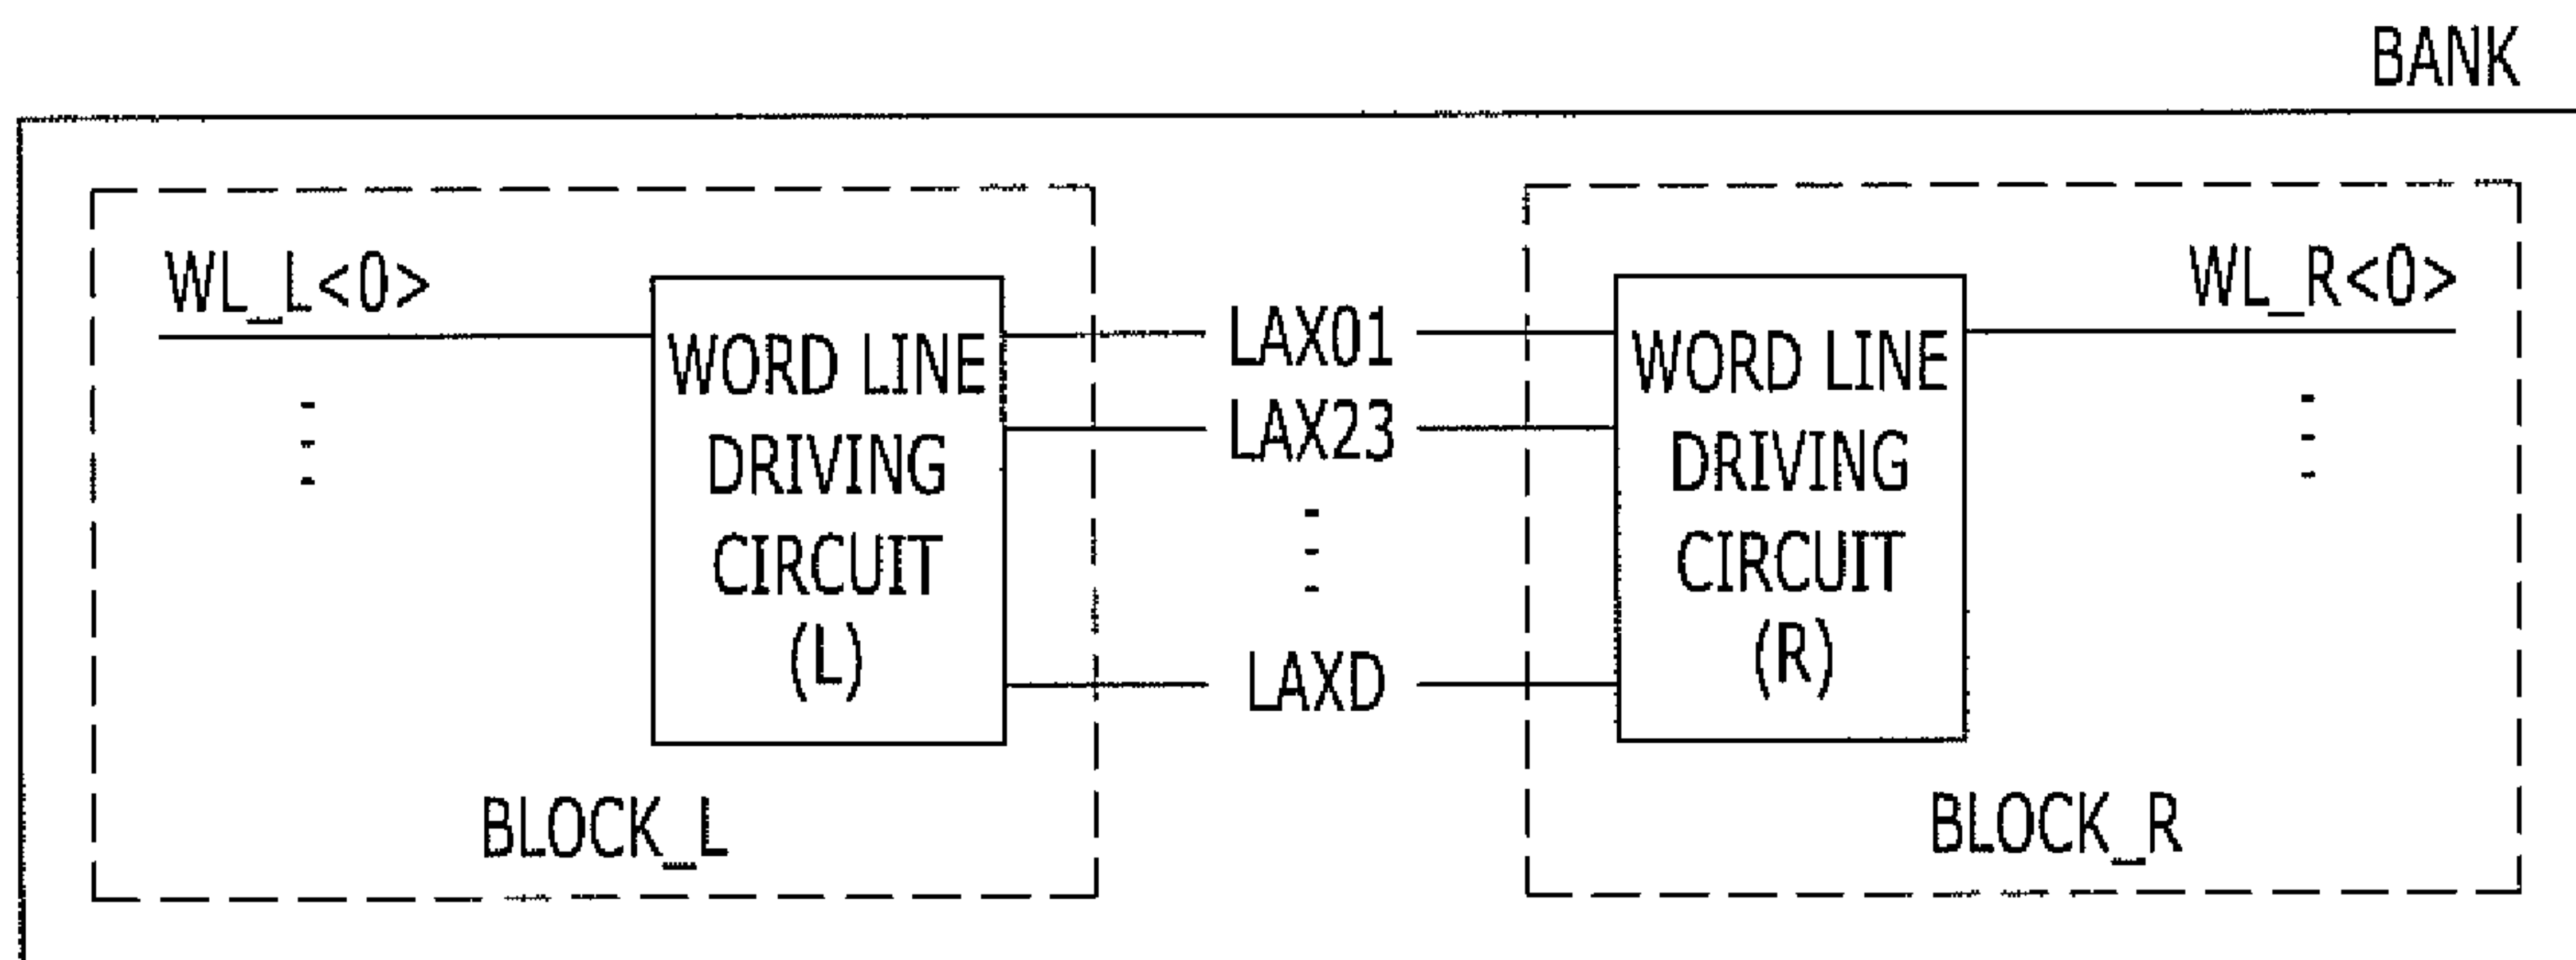 BANK
WL_L<0>
WORD LINE
DRIVING
CIRCUIT
(L)
BLOCK_L
LAX01
LAX23
LAXD
WORD LINE
DRIVING
CIRCUIT
(R)
WL_R<0>
BLOCK_R